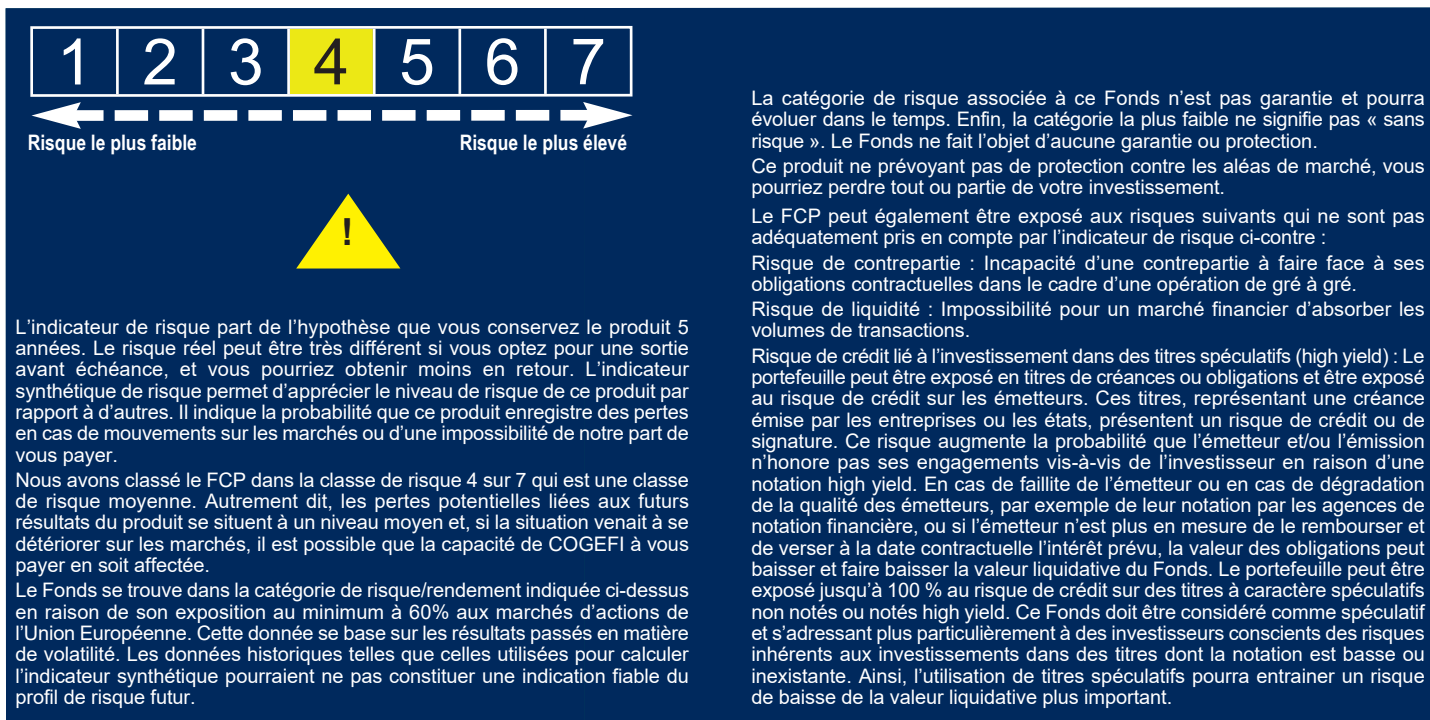 1 2 3 4 5 6 7
Risque le plus faible Risque le plus élevé
!
L’indicateur de risque part de l’hypothèse que vous conservez le produit 5
années. Le risque réel peut être très différent si vous optez pour une sortie
avant échéance, et vous pourriez obtenir moins en retour. L’indicateur
synthétique de risque permet d’apprécier le niveau de risque de ce produit par
rapport à d’autres. Il indique la probabilité que ce produit enregistre des pertes
en cas de mouvements sur les marchés ou d’une impossibilité de notre part de
vous payer.
Nous avons classé le FCP dans la classe de risque 4 sur 7 qui est une classe
de risque moyenne. Autrement dit, les pertes potentielles liées aux futurs
résultats du produit se situent à un niveau moyen et, si la situation venait à se
détériorer sur les marchés, il est possible que la capacité de COGEFI à vous
payer en soit affectée.
Le Fonds se trouve dans la catégorie de risque/rendement indiquée ci-dessus
en raison de son exposition au minimum à 60% aux marchés d’actions de
l’Union Européenne. Cette donnée se base sur les résultats passés en matière
de volatilité. Les données historiques telles que celles utilisées pour calculer
l’indicateur synthétique pourraient ne pas constituer une indication fiable du
profil de risque futur.
La catégorie de risque associée à ce Fonds n’est pas garantie et pourra
évoluer dans le temps. Enfin, la catégorie la plus faible ne signifie pas « sans
risque ». Le Fonds ne fait l’objet d’aucune garantie ou protection.
Ce produit ne prévoyant pas de protection contre les aléas de marché, vous
pourriez perdre tout ou partie de votre investissement.
Le FCP peut également être exposé aux risques suivants qui ne sont pas
adéquatement pris en compte par l’indicateur de risque ci-contre :
Risque de contrepartie : Incapacité d’une contrepartie à faire face à ses
obligations contractuelles dans le cadre d’une opération de gré à gré.
Risque de liquidité : Impossibilité pour un marché financier d’absorber les
volumes de transactions.
Risque de crédit lié à l’investissement dans des titres spéculatifs (high yield) : Le
portefeuille peut être exposé en titres de créances ou obligations et être exposé
au risque de crédit sur les émetteurs. Ces titres, représentant une créance
émise par les entreprises ou les états, présentent un risque de crédit ou de
signature. Ce risque augmente la probabilité que l’émetteur et/ou l’émission
n’honore pas ses engagements vis-à-vis de l’investisseur en raison d’une
notation high yield. En cas de faillite de l’émetteur ou en cas de dégradation
de la qualité des émetteurs, par exemple de leur notation par les agences de
notation financière, ou si l’émetteur n’est plus en mesure de le rembourser et
de verser à la date contractuelle l’intérêt prévu, la valeur des obligations peut
baisser et faire baisser la valeur liquidative du Fonds. Le portefeuille peut être
exposé jusqu’à 100 % au risque de crédit sur des titres à caractère spéculatifs
non notés ou notés high yield. Ce Fonds doit être considéré comme spéculatif
et s’adressant plus particulièrement à des investisseurs conscients des risques
inhérents aux investissements dans des titres dont la notation est basse ou
inexistante. Ainsi, l’utilisation de titres spéculatifs pourra entrainer un risque
de baisse de la valeur liquidative plus important.